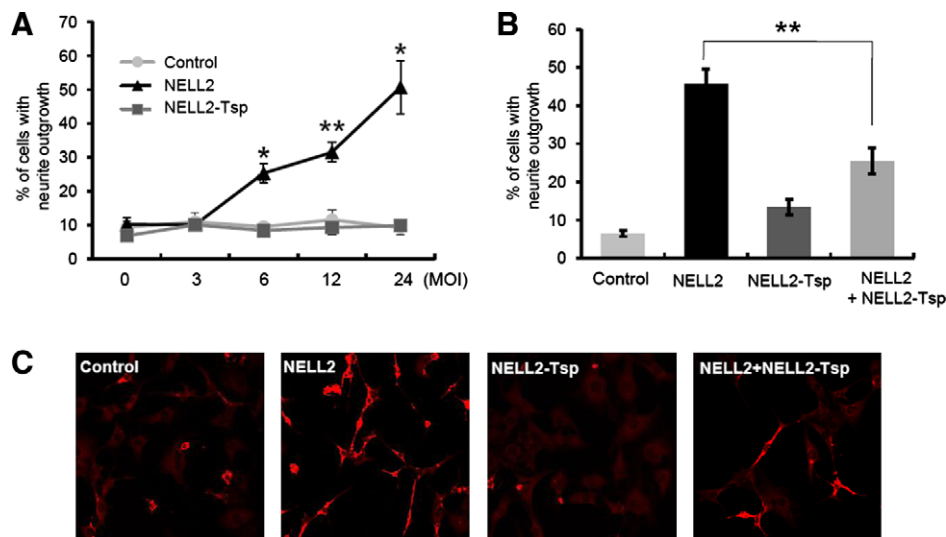 A
% of cells with
neurite outgrowth
70
60
50
40
30
20
10
0
Control
NELL2
NELL2-Tsp
*
**
*
0 3 6 12 24 (MOI)
B
% of cells with
neurite outgrowth
60
50
40
30
20
10
0
**
Control NELL2 NELL2-Tsp NELL2
+ NELL2-Tsp
C
Control NELL2 NELL2-Tsp NELL2+NELL2-Tsp